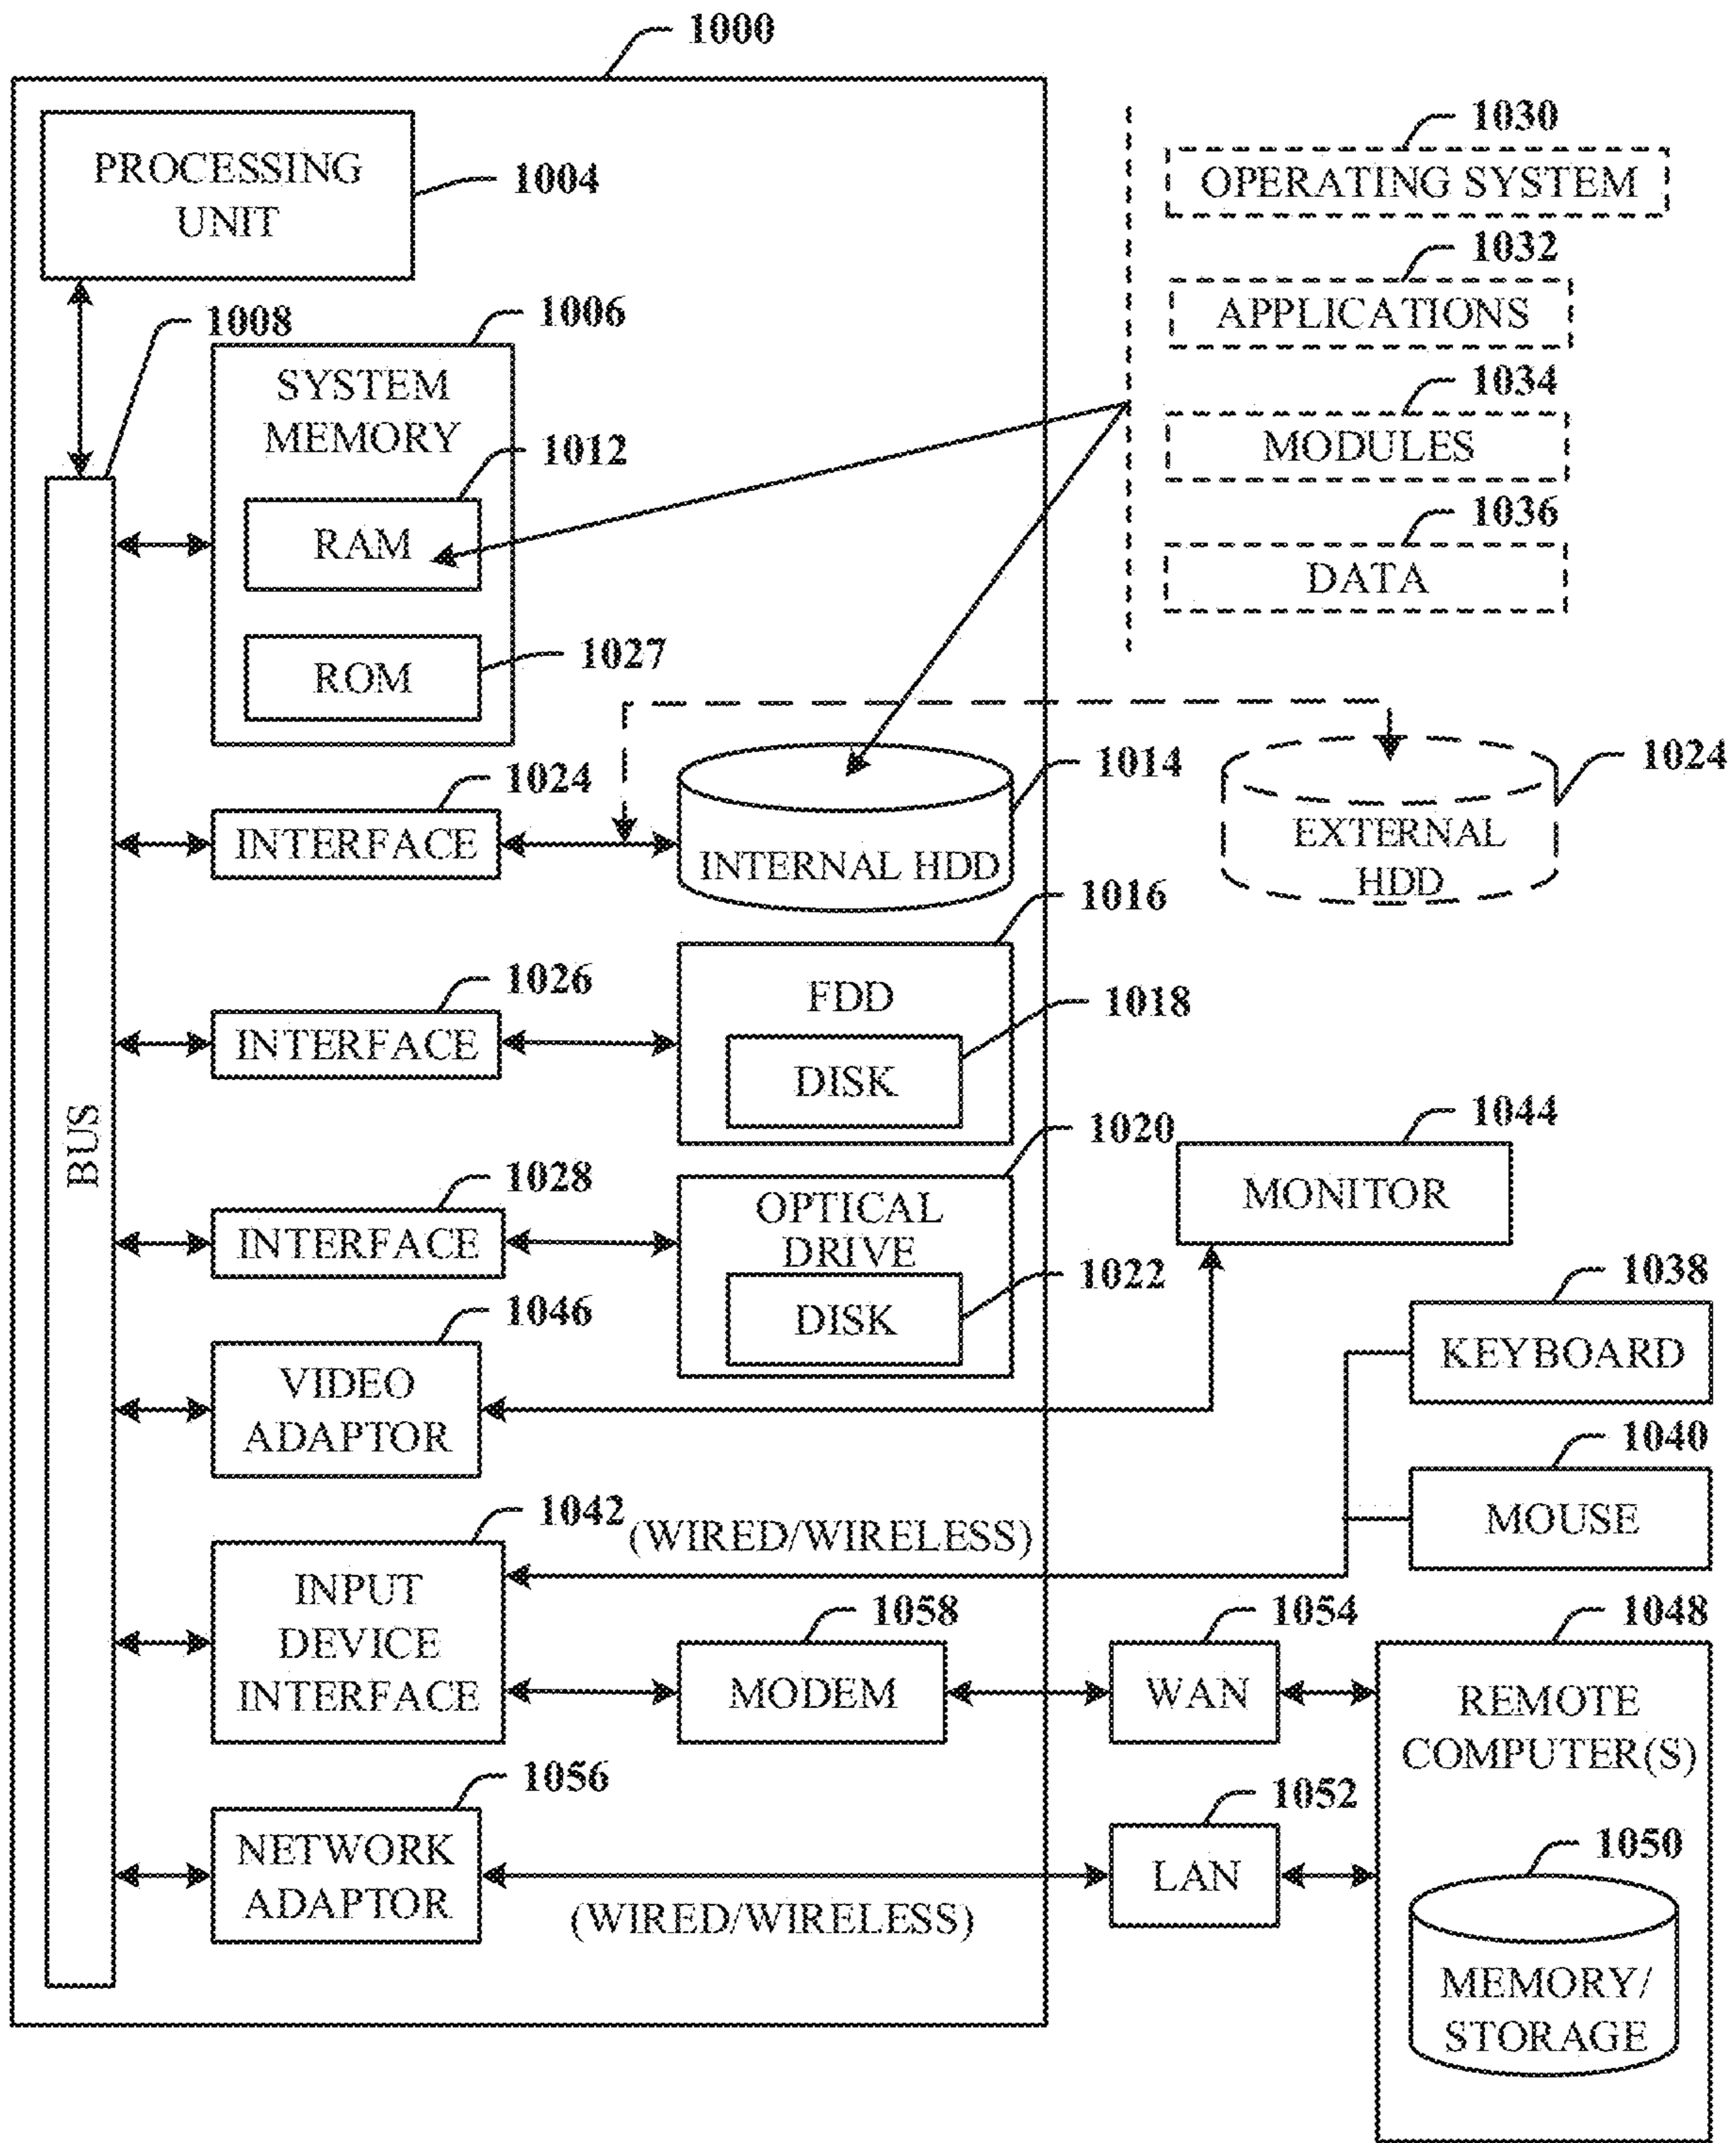 1000
PROCESSING
UNIT
1004
1030
OPERATING SYSTEM
1032
APPLICATIONS
1034
MODULES
1036
DATA
1008
1006
SYSTEM
MEMORY
1012
RAM
1027
ROM
1024
INTERFACE
1014
INTERNAL HDD
1024
EXTERNAL
HDD
1026
INTERFACE
1016
FDD
1018
DISK
BUS
1028
INTERFACE
1020
OPTICAL
DRIVE
1022
DISK
1044
MONITOR
1046
VIDEO
ADAPTOR
1038
KEYBOARD
1040
MOUSE
1042
(WIRED/WIRELESS)
INPUT
DEVICE
INTERFACE
1058
MODEM
1054
WAN
1048
REMOTE
COMPUTER(S)
1056
NETWORK
ADAPTOR
(WIRED/WIRELESS)
1052
LAN
1050
MEMORY/
STORAGE